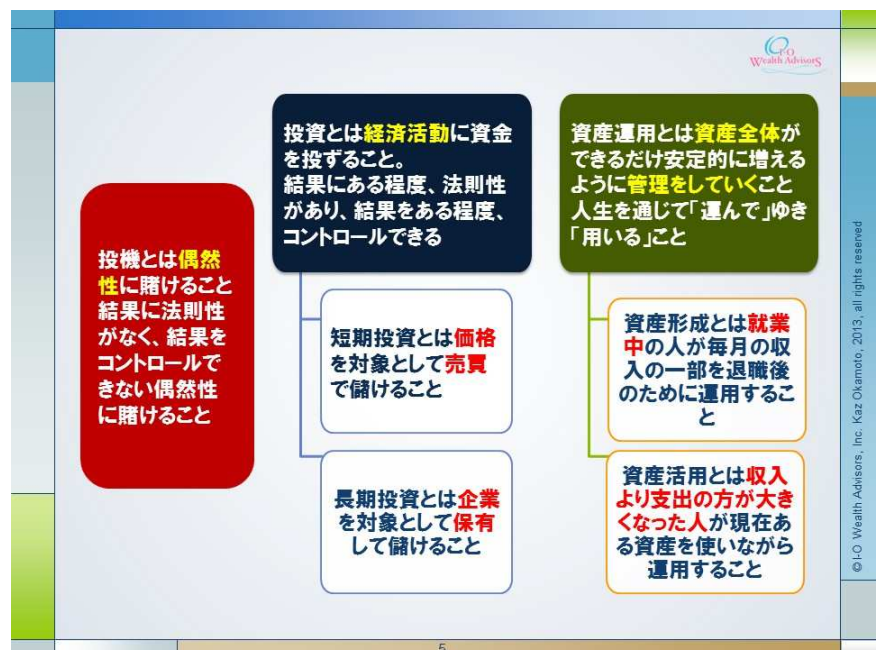 I-O
Wealth Advisors
投機とは偶然
性に賭けること
結果に法則性
がなく、結果を
コントロールで
きない偶然性
に賭けること
投資とは経済活動に資金
を投ずること。
結果にある程度、法則性
があり、結果をある程度、
コントロールできる
短期投資とは価格
を対象として売買
で儲けること
長期投資とは企業
を対象として保有
して儲けること
資産運用とは資産全体が
できるだけ安定的に増える
ように管理をしていくこと
人生を通じて「運んで」ゆき
「用いる」こと
資産形成とは就業
中の人が毎月の収
入の一部を退職後
のために運用するこ
と
資産活用とは収入
より支出の方が大き
くなった人が現在あ
る資産を使いながら
運用すること
© I-O Wealth Advisors, Inc. Kaz Okamoto, 2013, all rights reserved
5